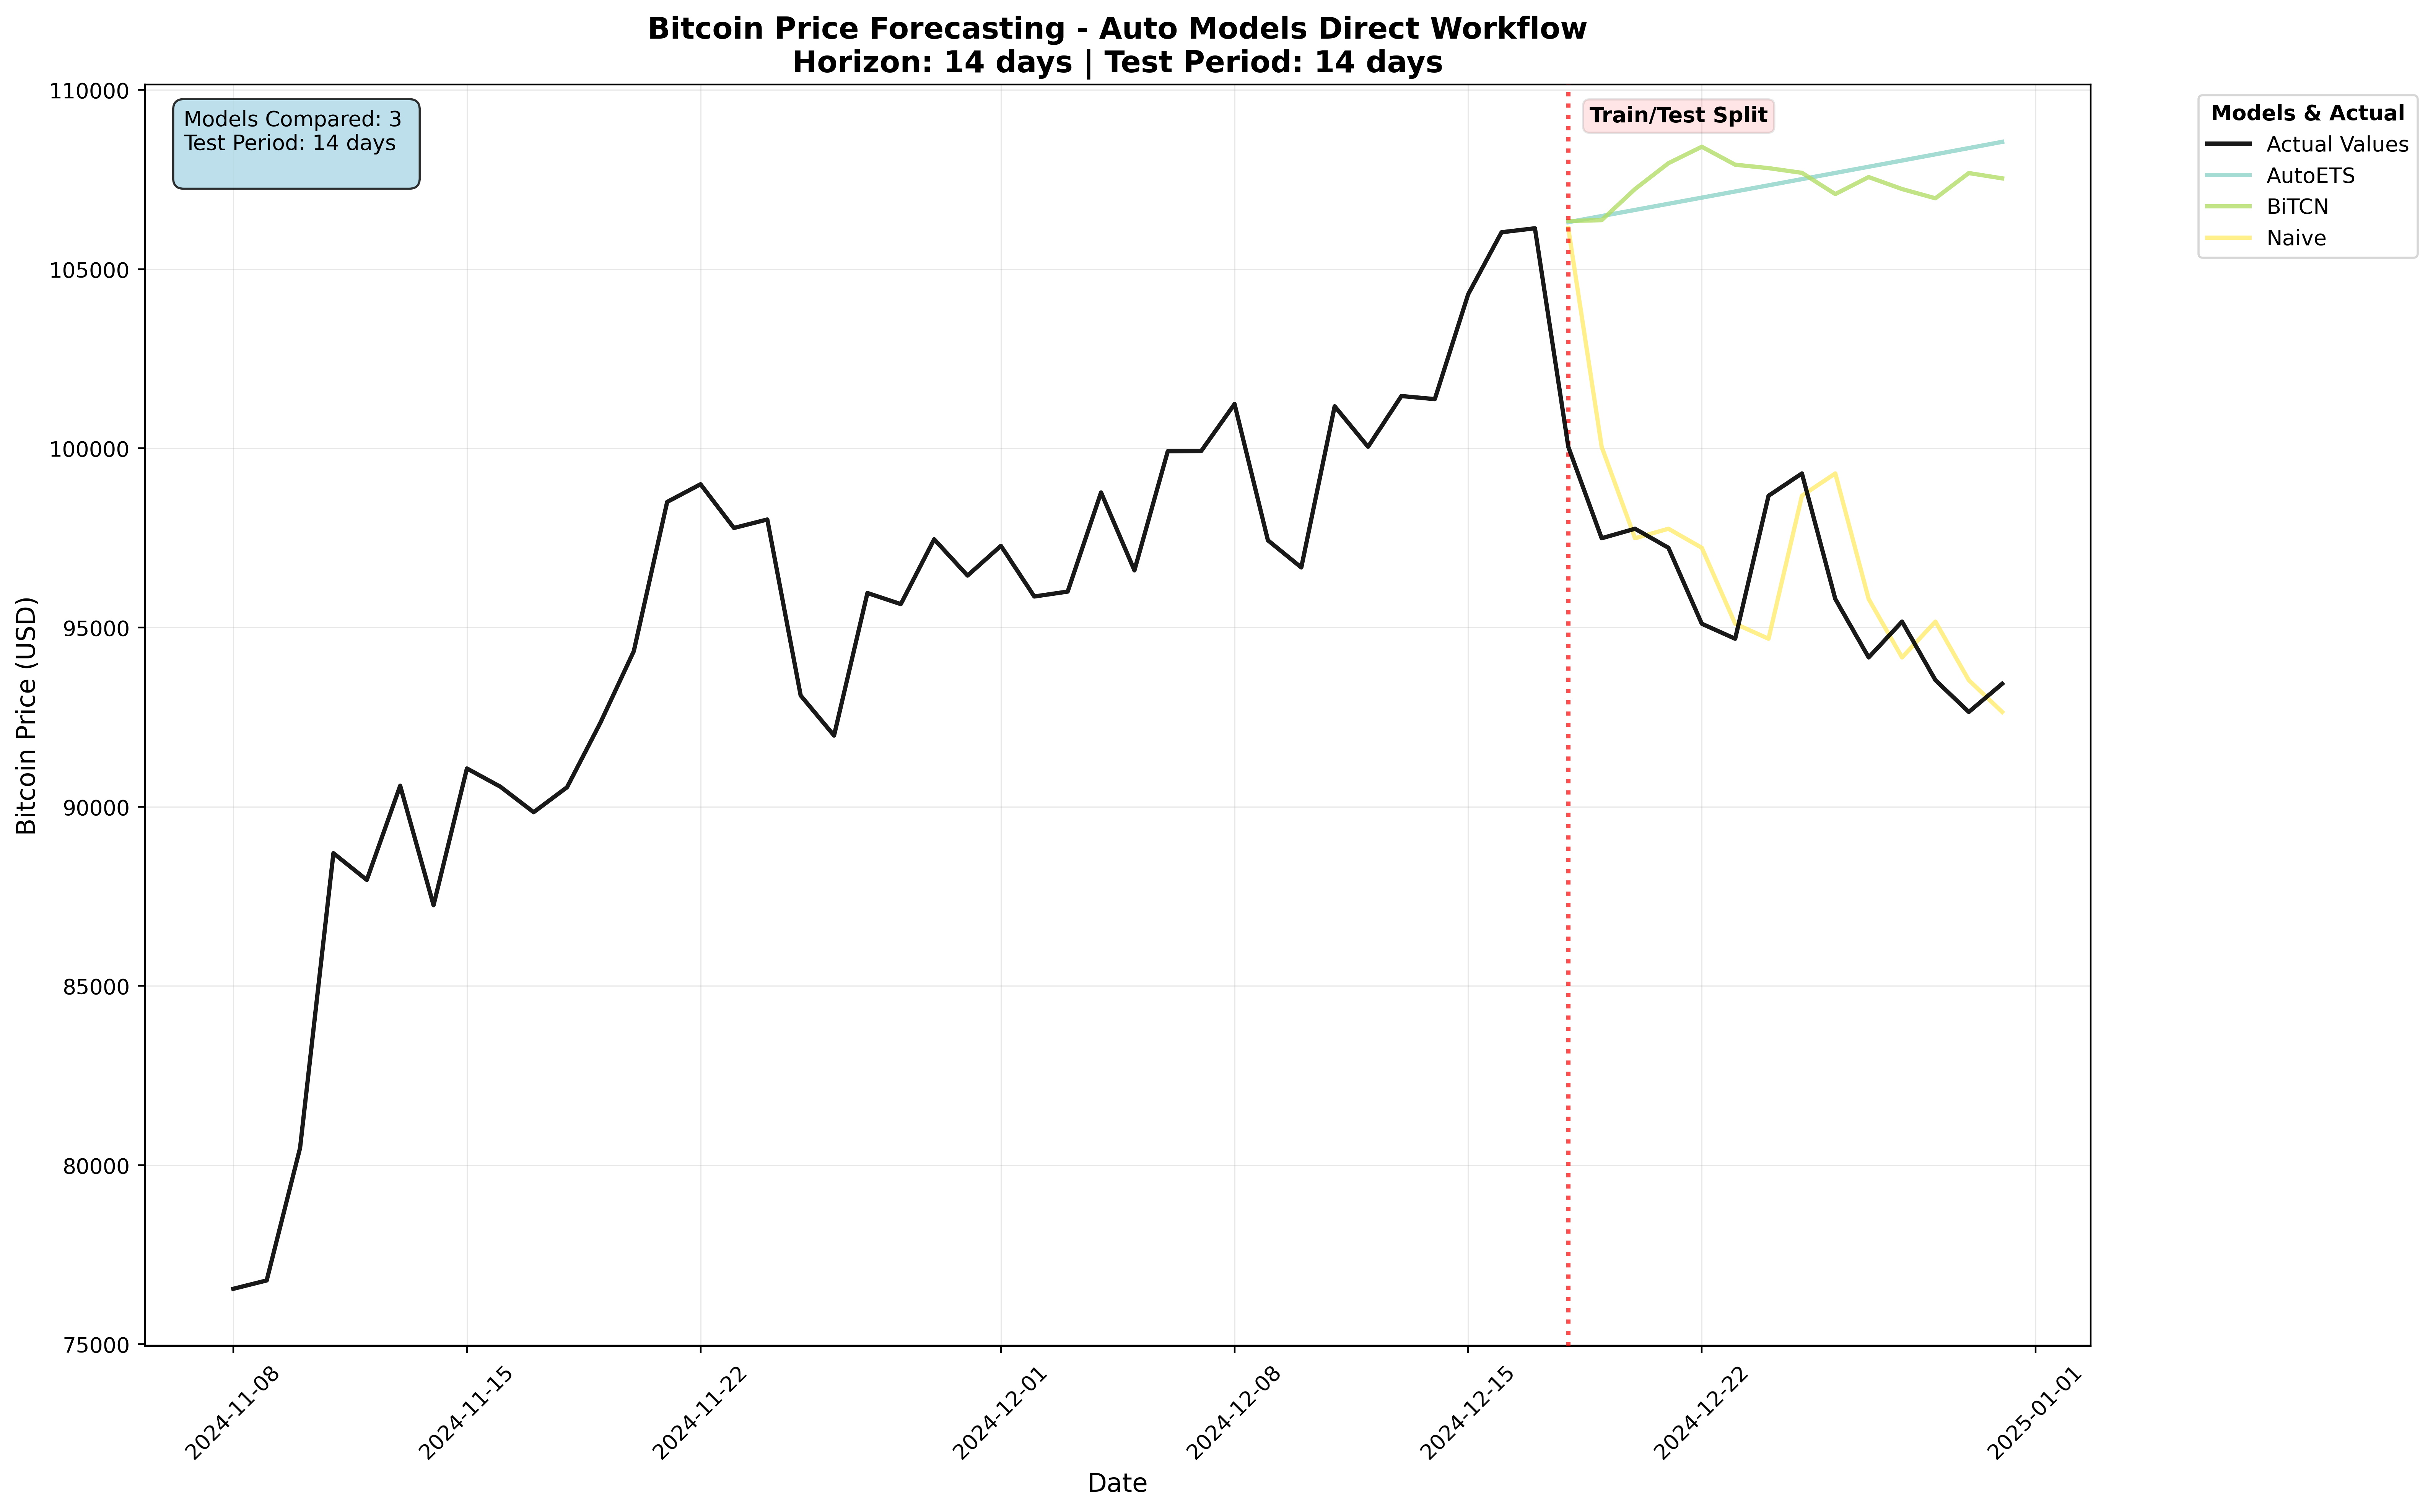 Bitcoin Price Forecasting - Auto Models Direct Workflow
Horizon: 14 days | Test Period: 14 days
Models Compared: 3
Test Period: 14 days
Train/Test Split
Models & Actual
Actual Values
AutoETS
BiTCN
Naive
Bitcoin Price (USD)
110000
105000
100000
95000
90000
85000
80000
75000
2024-11-08
2024-11-15
2024-11-22
2024-12-01
2024-12-08
2024-12-15
2024-12-22
2025-01-01
Date